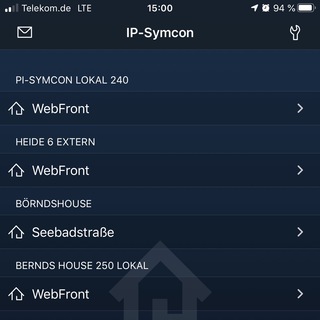 Telekom.de LTE 15:00 94 %
IP-Symcon
PI-SYMCON LOKAL 240
WebFront
HEIDE 6 EXTERN
WebFront
BÖRNDSHOUSE
Seebadstraße
BERNDS HOUSE 250 LOKAL
WebFront